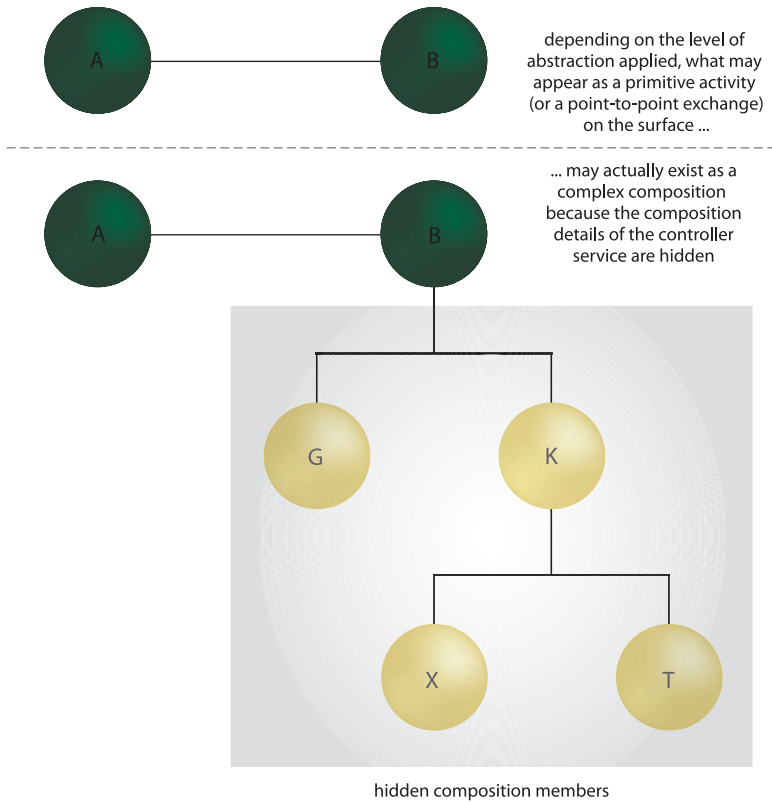 A
B
depending on the level of
abstraction applied, what may
appear as a primitive activity
(or a point-to-point exchange)
on the surface ...
... may actually exist as a
complex composition
because the composition
details of the controller
service are hidden
A
B
G
K
X
T
hidden composition members